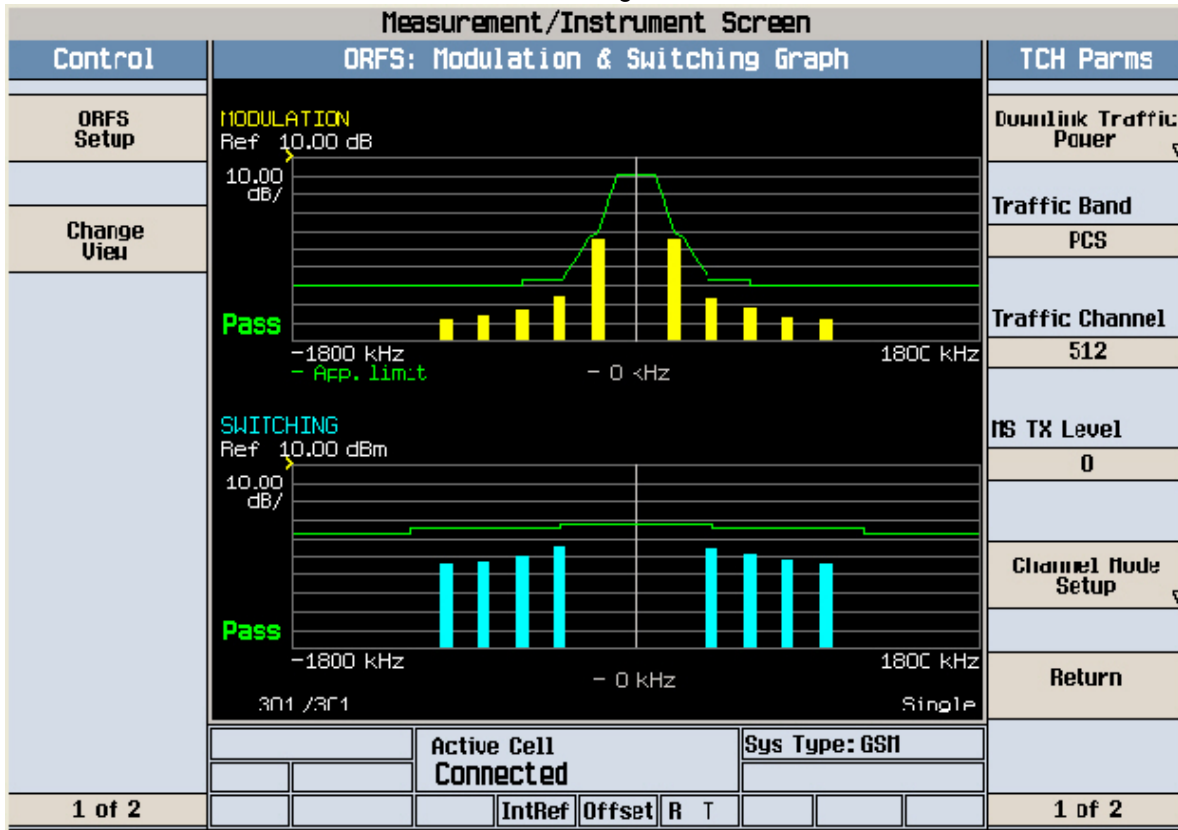 Measurement/Instrument Screen
Control
ORFS: Modulation & Switching Graph
TCH Parms
ORFS
Setup
Change
View
MODULATION
Ref 10.00 dB
10.00
dB/
Pass
-1800 kHz
1800 kHz
- App. limit
- 0 kHz
SWITCHING
Ref 10.00 dBm
10.00
dB/
Pass
-1800 kHz
1800 kHz
- 0 kHz
301/301
Single
Downlink Traffic
Power
Traffic Band
PCS
Traffic Channel
512
MS TX Level
0
Channel Mode
Setup
Return
Active Cell
Connected
Sys Type: GSM
IntRef
Offset
R T
1 of 2
1 of 2